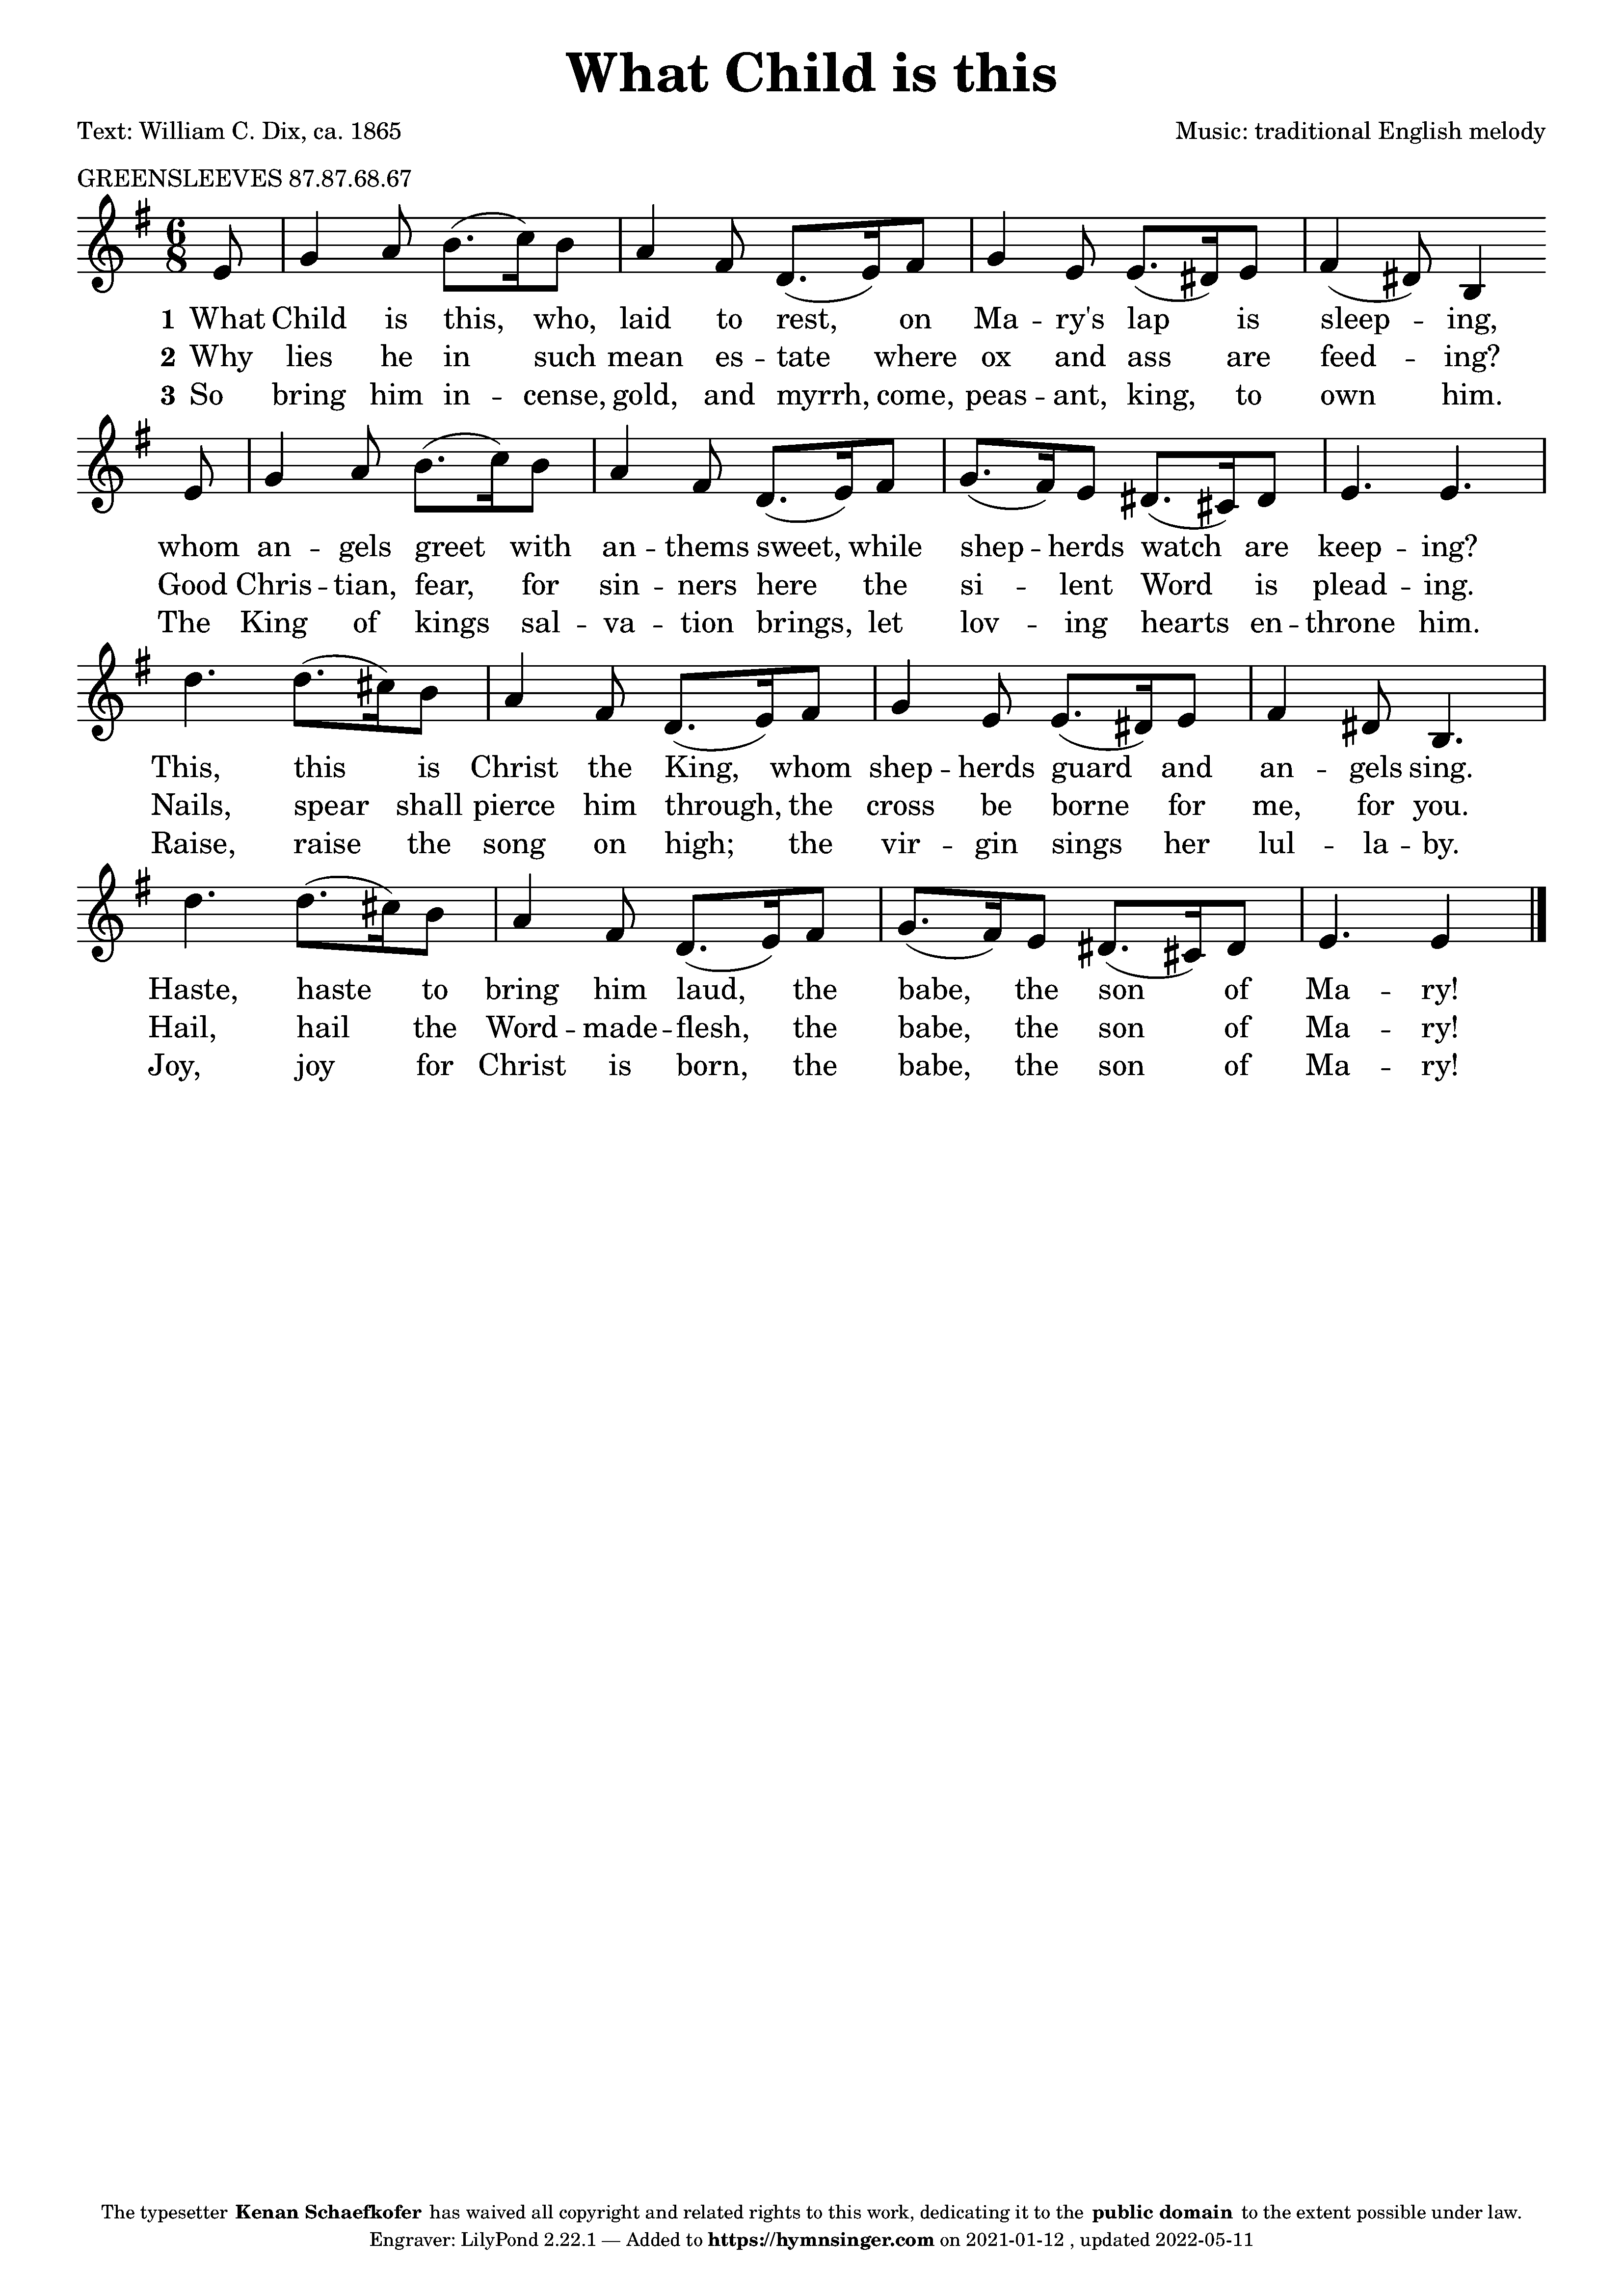 What Child is this
Text: William C. Dix, ca. 1865
Music: traditional English melody
GREENSLEEVES 87.87.68.67
6
8
1 What Child is this, who, laid to rest, on Ma -- ry's lap is sleep -- ing,
2 Why lies he in such mean es -- tate where ox and ass are feed -- ing?
3 So bring him in -- cense, gold, and myrrh, come, peas -- ant, king, to own him.
whom an -- gels greet with an -- thems sweet, while shep -- herds watch are keep -- ing?
Good Chris -- tian, fear, for sin -- ners here the si -- lent Word is plead -- ing.
The King of kings sal -- va -- tion brings, let lov -- ing hearts en -- throne him.
This, this is Christ the King, whom shep -- herds guard and an -- gels sing.
Nails, spear shall pierce him through, the cross be borne for me, for you.
Raise, raise the song on high; the vir -- gin sings her lul -- la -- by.
Haste, haste to bring him laud, the babe, the son of Ma -- ry!
Hail, hail the Word -- made -- flesh, the babe, the son of Ma -- ry!
Joy, joy for Christ is born, the babe, the son of Ma -- ry!
The typesetter Kenan Schaefkofer has waived all copyright and related rights to this work, dedicating it to the public domain to the extent possible under law.
Engraver: LilyPond 2.22.1 — Added to https://hymnsinger.com on 2021-01-12 , updated 2022-05-11